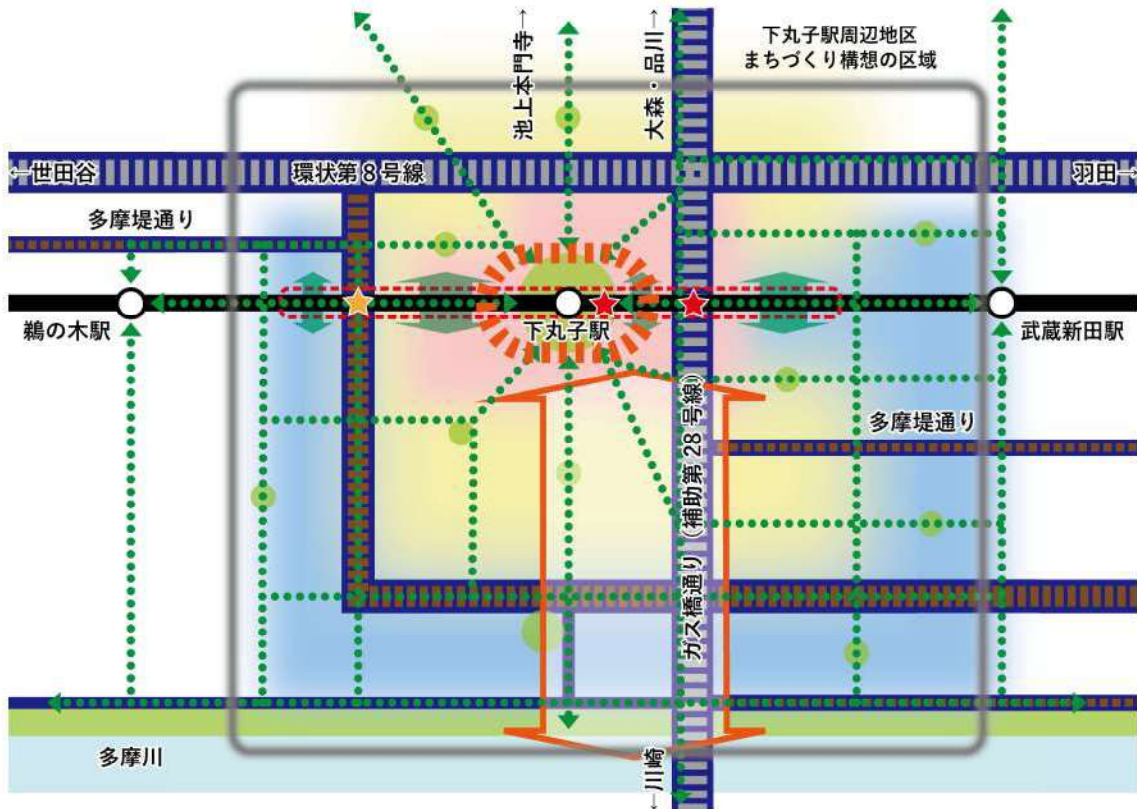 池上本門寺→
大森・品川→
下丸子駅周辺地区
まちづくり構想の区域
←世田谷
環状第8号線
羽田→
多摩堤通り
鵜の木駅
下丸子駅
武蔵新田駅
ガス橋通り(補助第28号線)
多摩堤通り
多摩川
←川崎